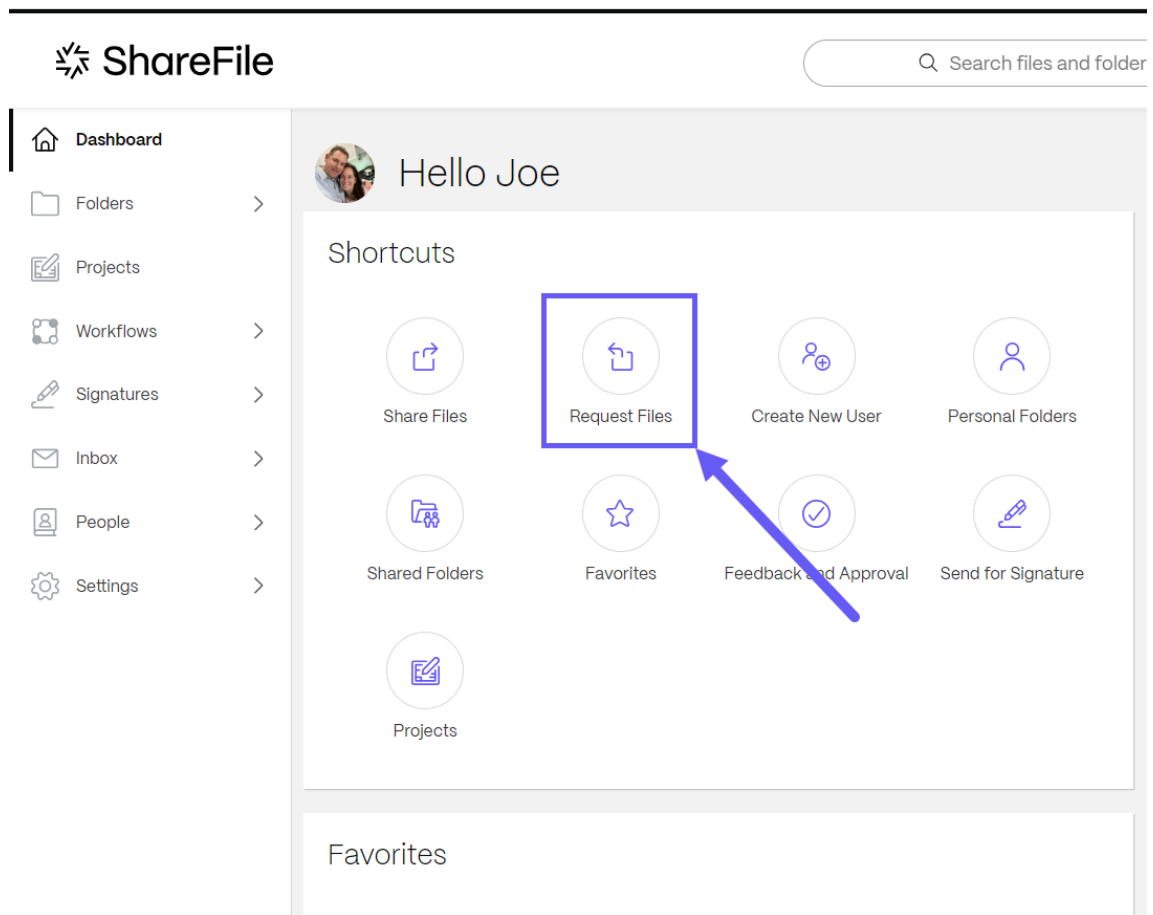 ShareFile
Search files and folder
Dashboard
Folders
Projects
Workflows
Signatures
Inbox
People
Settings
Hello Joe
Shortcuts
Share Files
Request Files
Create New User
Personal Folders
Shared Folders
Favorites
Feedback and Approval
Send for Signature
Projects
Favorites